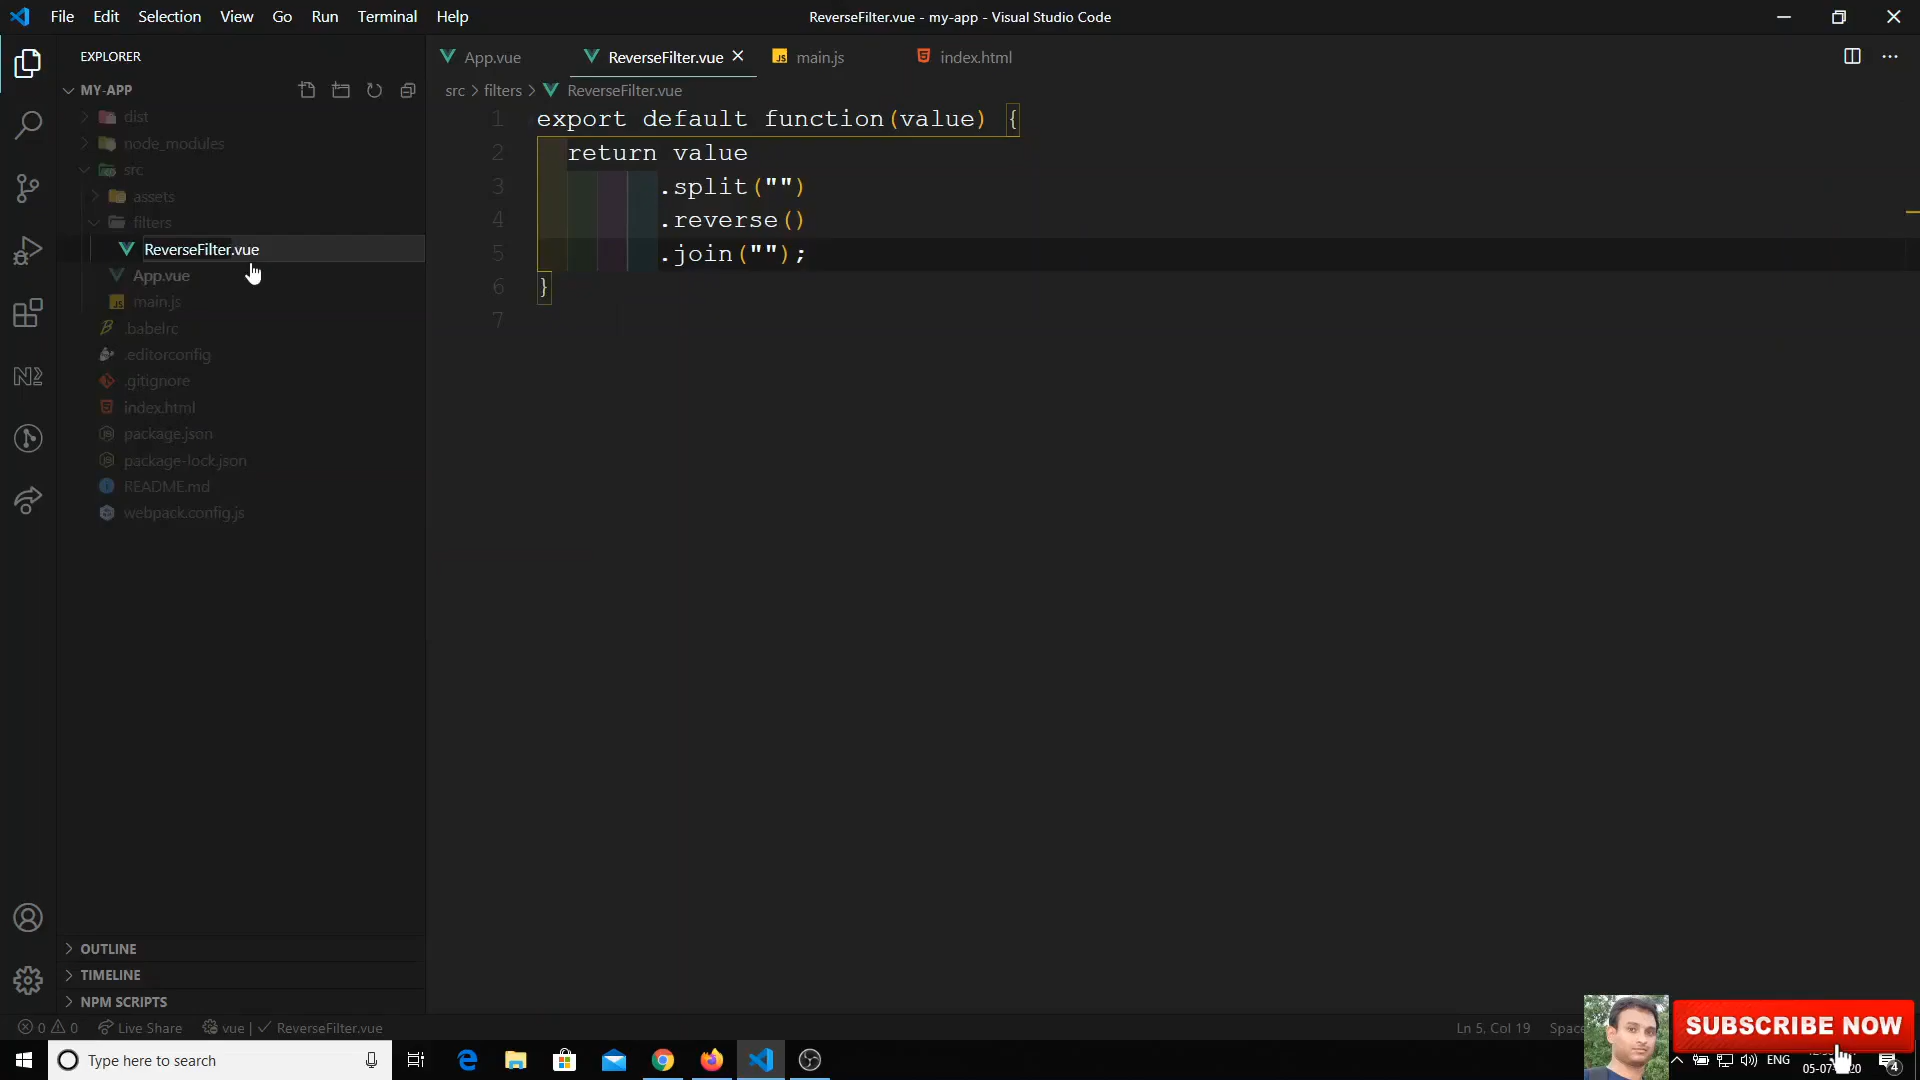 File Edit Selection View Go Run Terminal Help
ReverseFilter.vue - my-app - Visual Studio Code
EXPLORER
MY-APP
dist
node_modules
src
assets
filters
ReverseFilter.vue
App.vue
main.js
.babelrc
.editorconfig
.gitignore
index.html
package.json
package-lock.json
README.md
webpack.config.js
OUTLINE
TIMELINE
NPM SCRIPTS
App.vue ReverseFilter.vue main.js index.html
src > filters > ReverseFilter.vue
1 export default function(value) {
2 return value
3 .split("")
4 .reverse()
5 .join("");
6 }
7
0 0 Live Share vue | ReverseFilter.vue
Ln 5, Col 19
SUBSCRIBE NOW
Type here to search
ENG
4